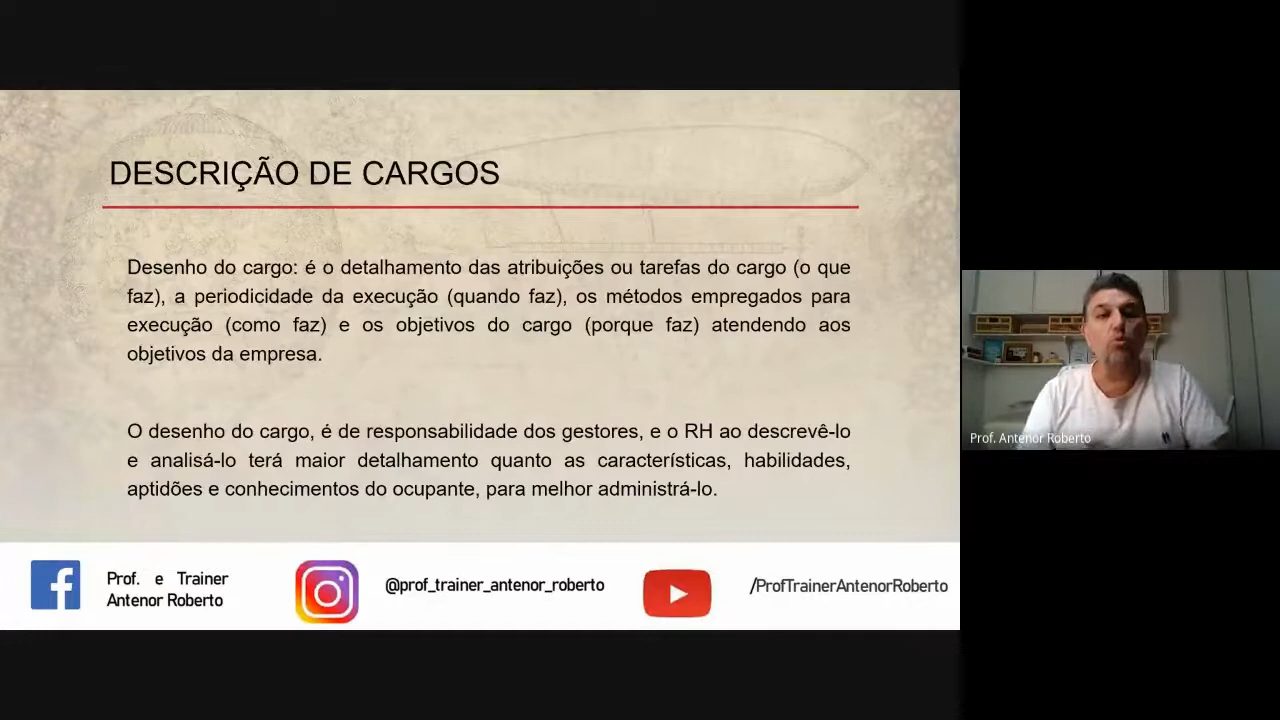 DESCRIÇÃO DE CARGOS
Desenho do cargo: é o detalhamento das atribuições ou tarefas do cargo (o que
faz), a periodicidade da execução (quando faz), os métodos empregados para
execução (como faz) e os objetivos do cargo (porque faz) atendendo aos
objetivos da empresa.
O desenho do cargo, é de responsabilidade dos gestores, e o RH ao descrevê-lo
e analisá-lo terá maior detalhamento quanto as características, habilidades,
aptidões e conhecimentos do ocupante, para melhor administrá-lo.
Prof. e Trainer
Antenor Roberto
@prof_trainer_antenor_roberto
/ProfTrainerAntenorRoberto
Prof. Antenor Roberto